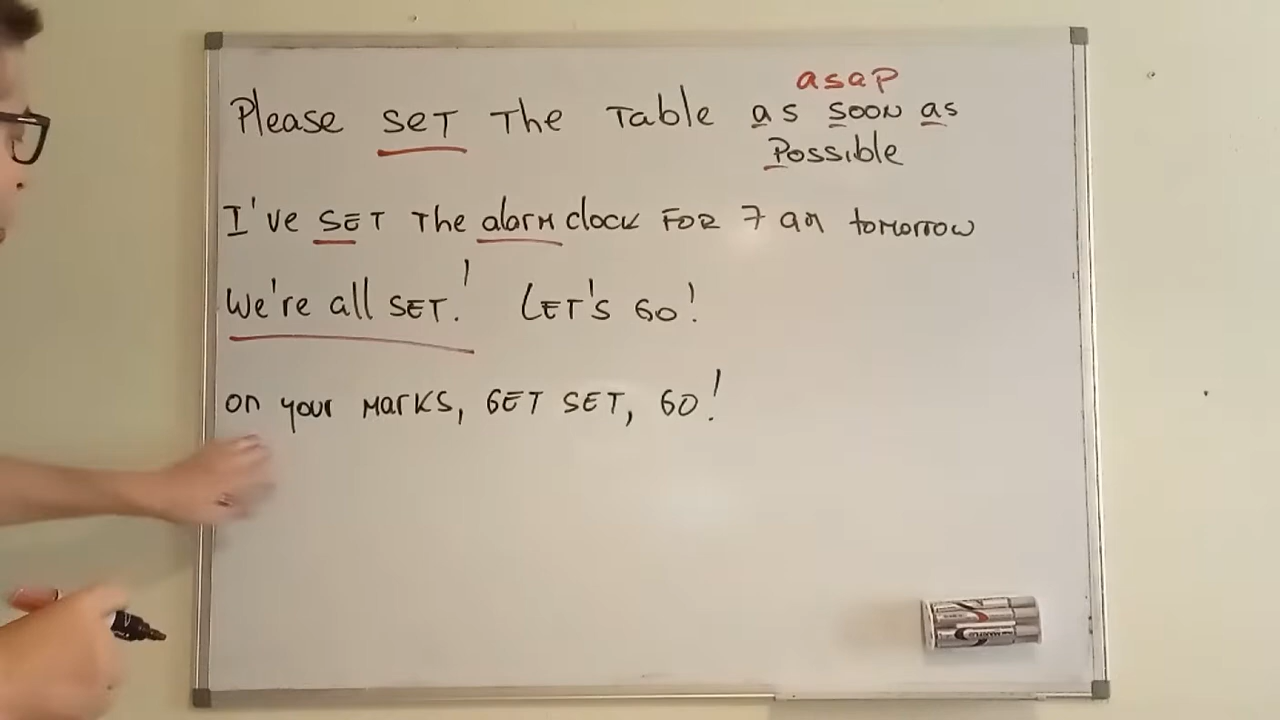 asap
Please SET The Table as soon as
Possible
I've SET The alarm clock FOR 7 am tomorrow
We're all SET.! LET'S GO!
on your Marks, GET SET, GO!